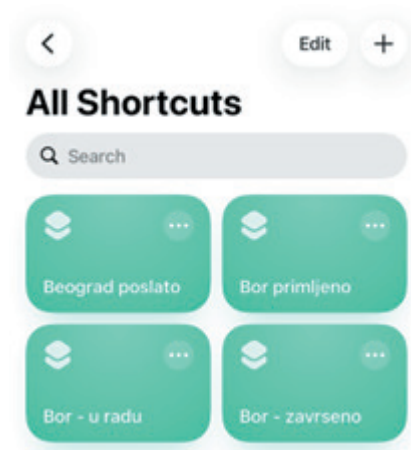 Edit
All Shortcuts
Search
Beograd poslato
Bor primljeno
Bor - u radu
Bor - zavrseno